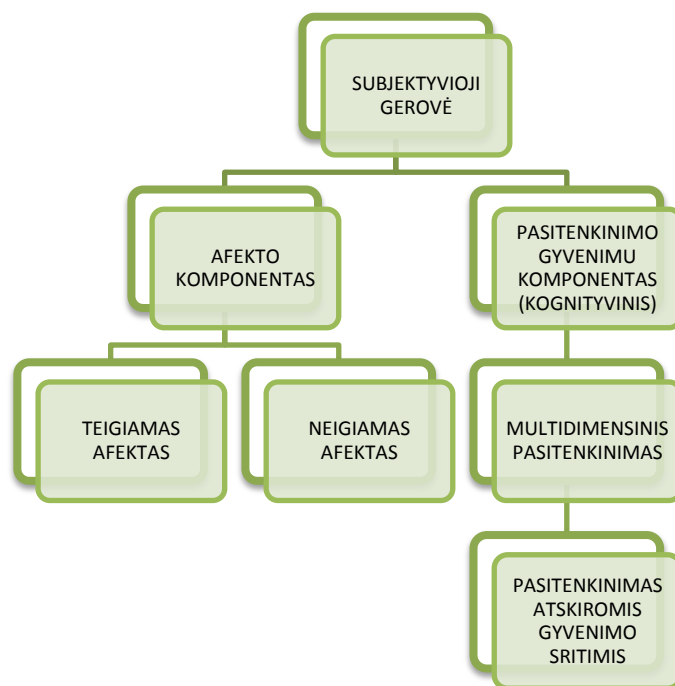 SUBJEKTYVIOJI
GEROVĖ
AFEKTO
KOMPONENTAS
PASITENKINIMO
GYVENIMU
KOMPONENTAS
(KOGNITYVINIS)
TEIGIAMAS
AFEKTAS
NEIGIAMAS
AFEKTAS
MULTIDIMENSINIS
PASITENKINIMAS
PASITENKINIMAS
ATSKIROMIS
GYVENIMO
SRITIMIS